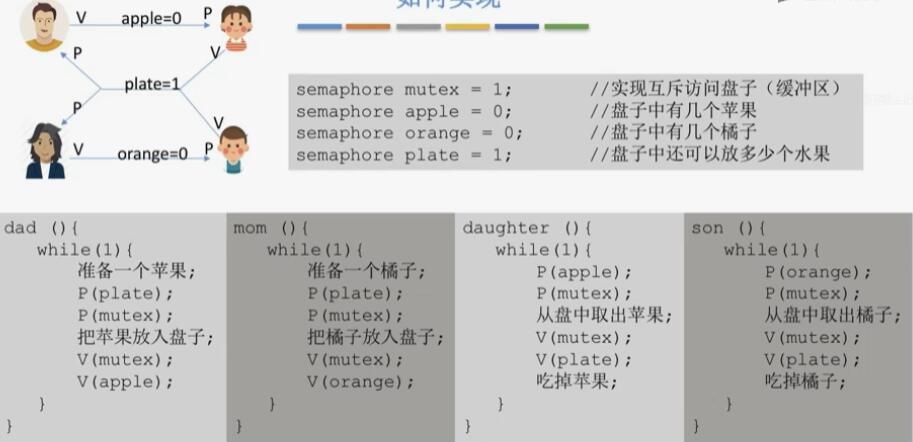 如何实现
V apple=0 P
P V
plate=1
P V
V orange=0 P
semaphore mutex = 1; //实现互斥访问盘子（缓冲区）
semaphore apple = 0; //盘子中有几个苹果
semaphore orange = 0; //盘子中有几个橘子
semaphore plate = 1; //盘子中还可以放多少个水果
dad (){
while(1){
准备一个苹果;
P(plate);
P(mutex);
把苹果放入盘子;
V(mutex);
V(apple);
}
}
mom (){
while(1){
准备一个橘子;
P(plate);
P(mutex);
把橘子放入盘子;
V(mutex);
V(orange);
}
}
daughter (){
while(1){
P(apple);
P(mutex);
从盘中取出苹果;
V(mutex);
V(plate);
吃掉苹果;
}
}
son (){
while(1){
P(orange);
P(mutex);
从盘中取出橘子;
V(mutex);
V(plate);
吃掉橘子;
}
}